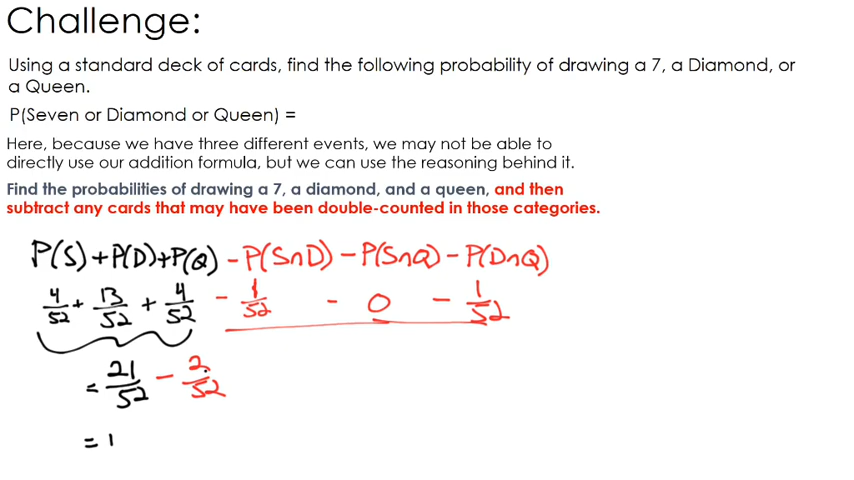 Challenge:
Using a standard deck of cards, find the following probability of drawing a 7, a Diamond, or
a Queen.
P(Seven or Diamond or Queen) =
Here, because we have three different events, we may not be able to
directly use our addition formula, but we can use the reasoning behind it.
Find the probabilities of drawing a 7, a diamond, and a queen, and then
subtract any cards that may have been double-counted in those categories.
P(S) + P(D) + P(Q) - P(S∩D) - P(S∩Q) - P(D∩Q)
4/52 + 13/52 + 4/52 - 1/52 - 0 - 1/52
= 21/52 - 2/52
= 1